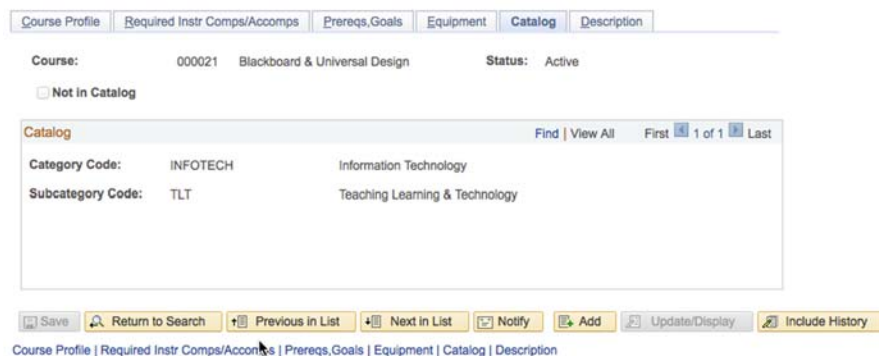 Course Profile Required Instr Comps/Accomps Prereqs,Goals Equipment Catalog Description
Course: 000021 Blackboard & Universal Design Status: Active
Not in Catalog
Catalog Find | View All First 1 of 1 Last
Category Code: INFOTECH Information Technology
Subcategory Code: TLT Teaching Learning & Technology
Save Return to Search Previous in List Next in List Notify Add Update/Display Include History
Course Profile | Required Instr Comps/Accomps | Prereqs,Goals | Equipment | Catalog | Description